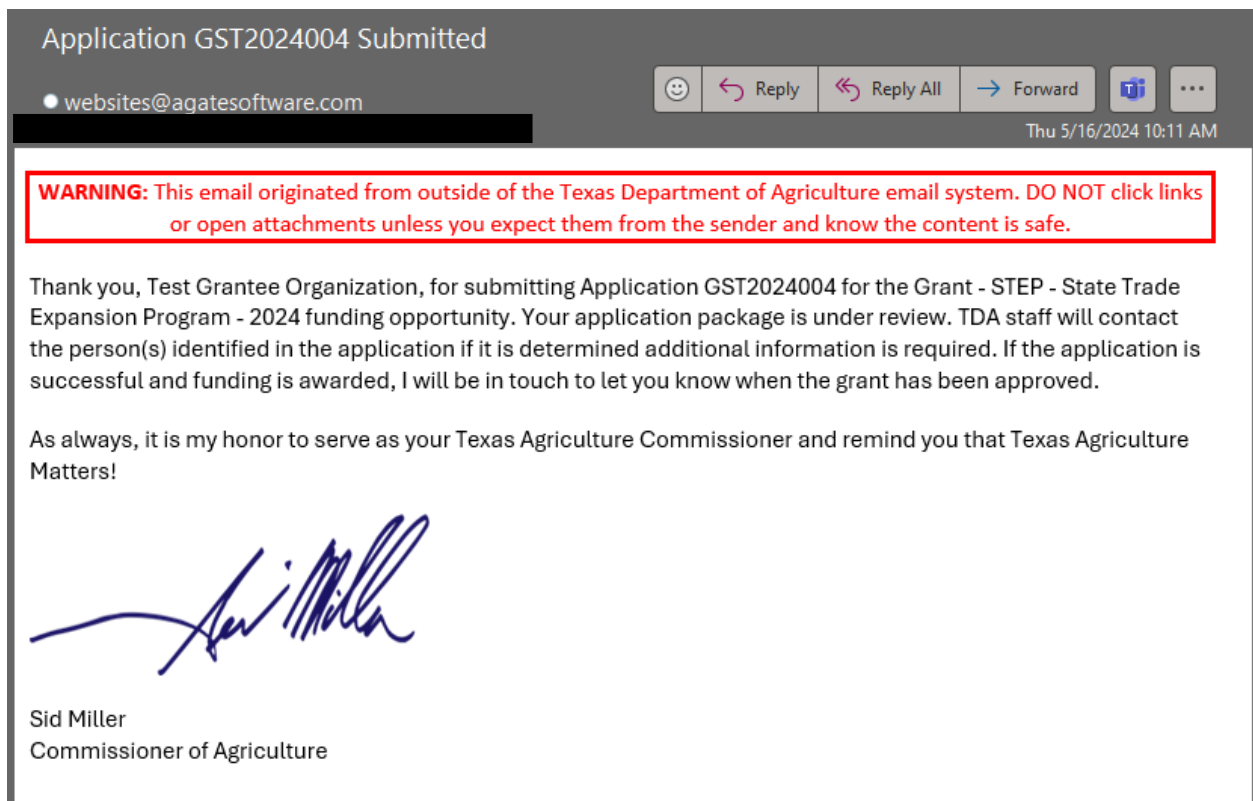 Application GST2024004 Submitted
websites@agatesoftware.com
Reply
Reply All
Forward
Thu 5/16/2024 10:11 AM
WARNING: This email originated from outside of the Texas Department of Agriculture email system. DO NOT click links
or open attachments unless you expect them from the sender and know the content is safe.
Thank you, Test Grantee Organization, for submitting Application GST2024004 for the Grant - STEP - State Trade
Expansion Program - 2024 funding opportunity. Your application package is under review. TDA staff will contact
the person(s) identified in the application if it is determined additional information is required. If the application is
successful and funding is awarded, I will be in touch to let you know when the grant has been approved.
As always, it is my honor to serve as your Texas Agriculture Commissioner and remind you that Texas Agriculture
Matters!
Sid Miller
Sid Miller
Commissioner of Agriculture